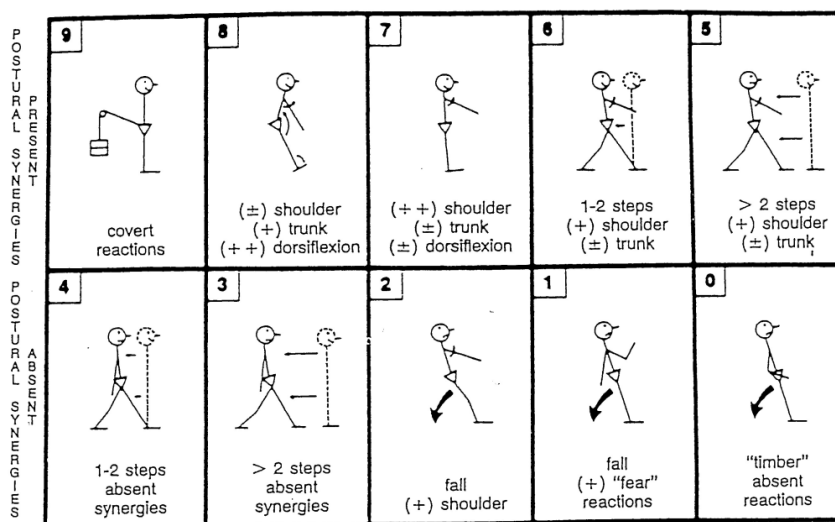 POSTURAL SYNERGIES
PRESENT
9
covert
reactions
8
(±) shoulder
(+) trunk
(++) dorsiflexion
7
(++) shoulder
(±) trunk
(±) dorsiflexion
6
1-2 steps
(+) shoulder
(±) trunk
5
> 2 steps
(+) shoulder
(±) trunk
POSTURAL SYNERGIES
ABSENT
4
1-2 steps
absent
synergies
3
> 2 steps
absent
synergies
2
fall
(+) shoulder
1
fall
(+) "fear"
reactions
0
"timber"
absent
reactions